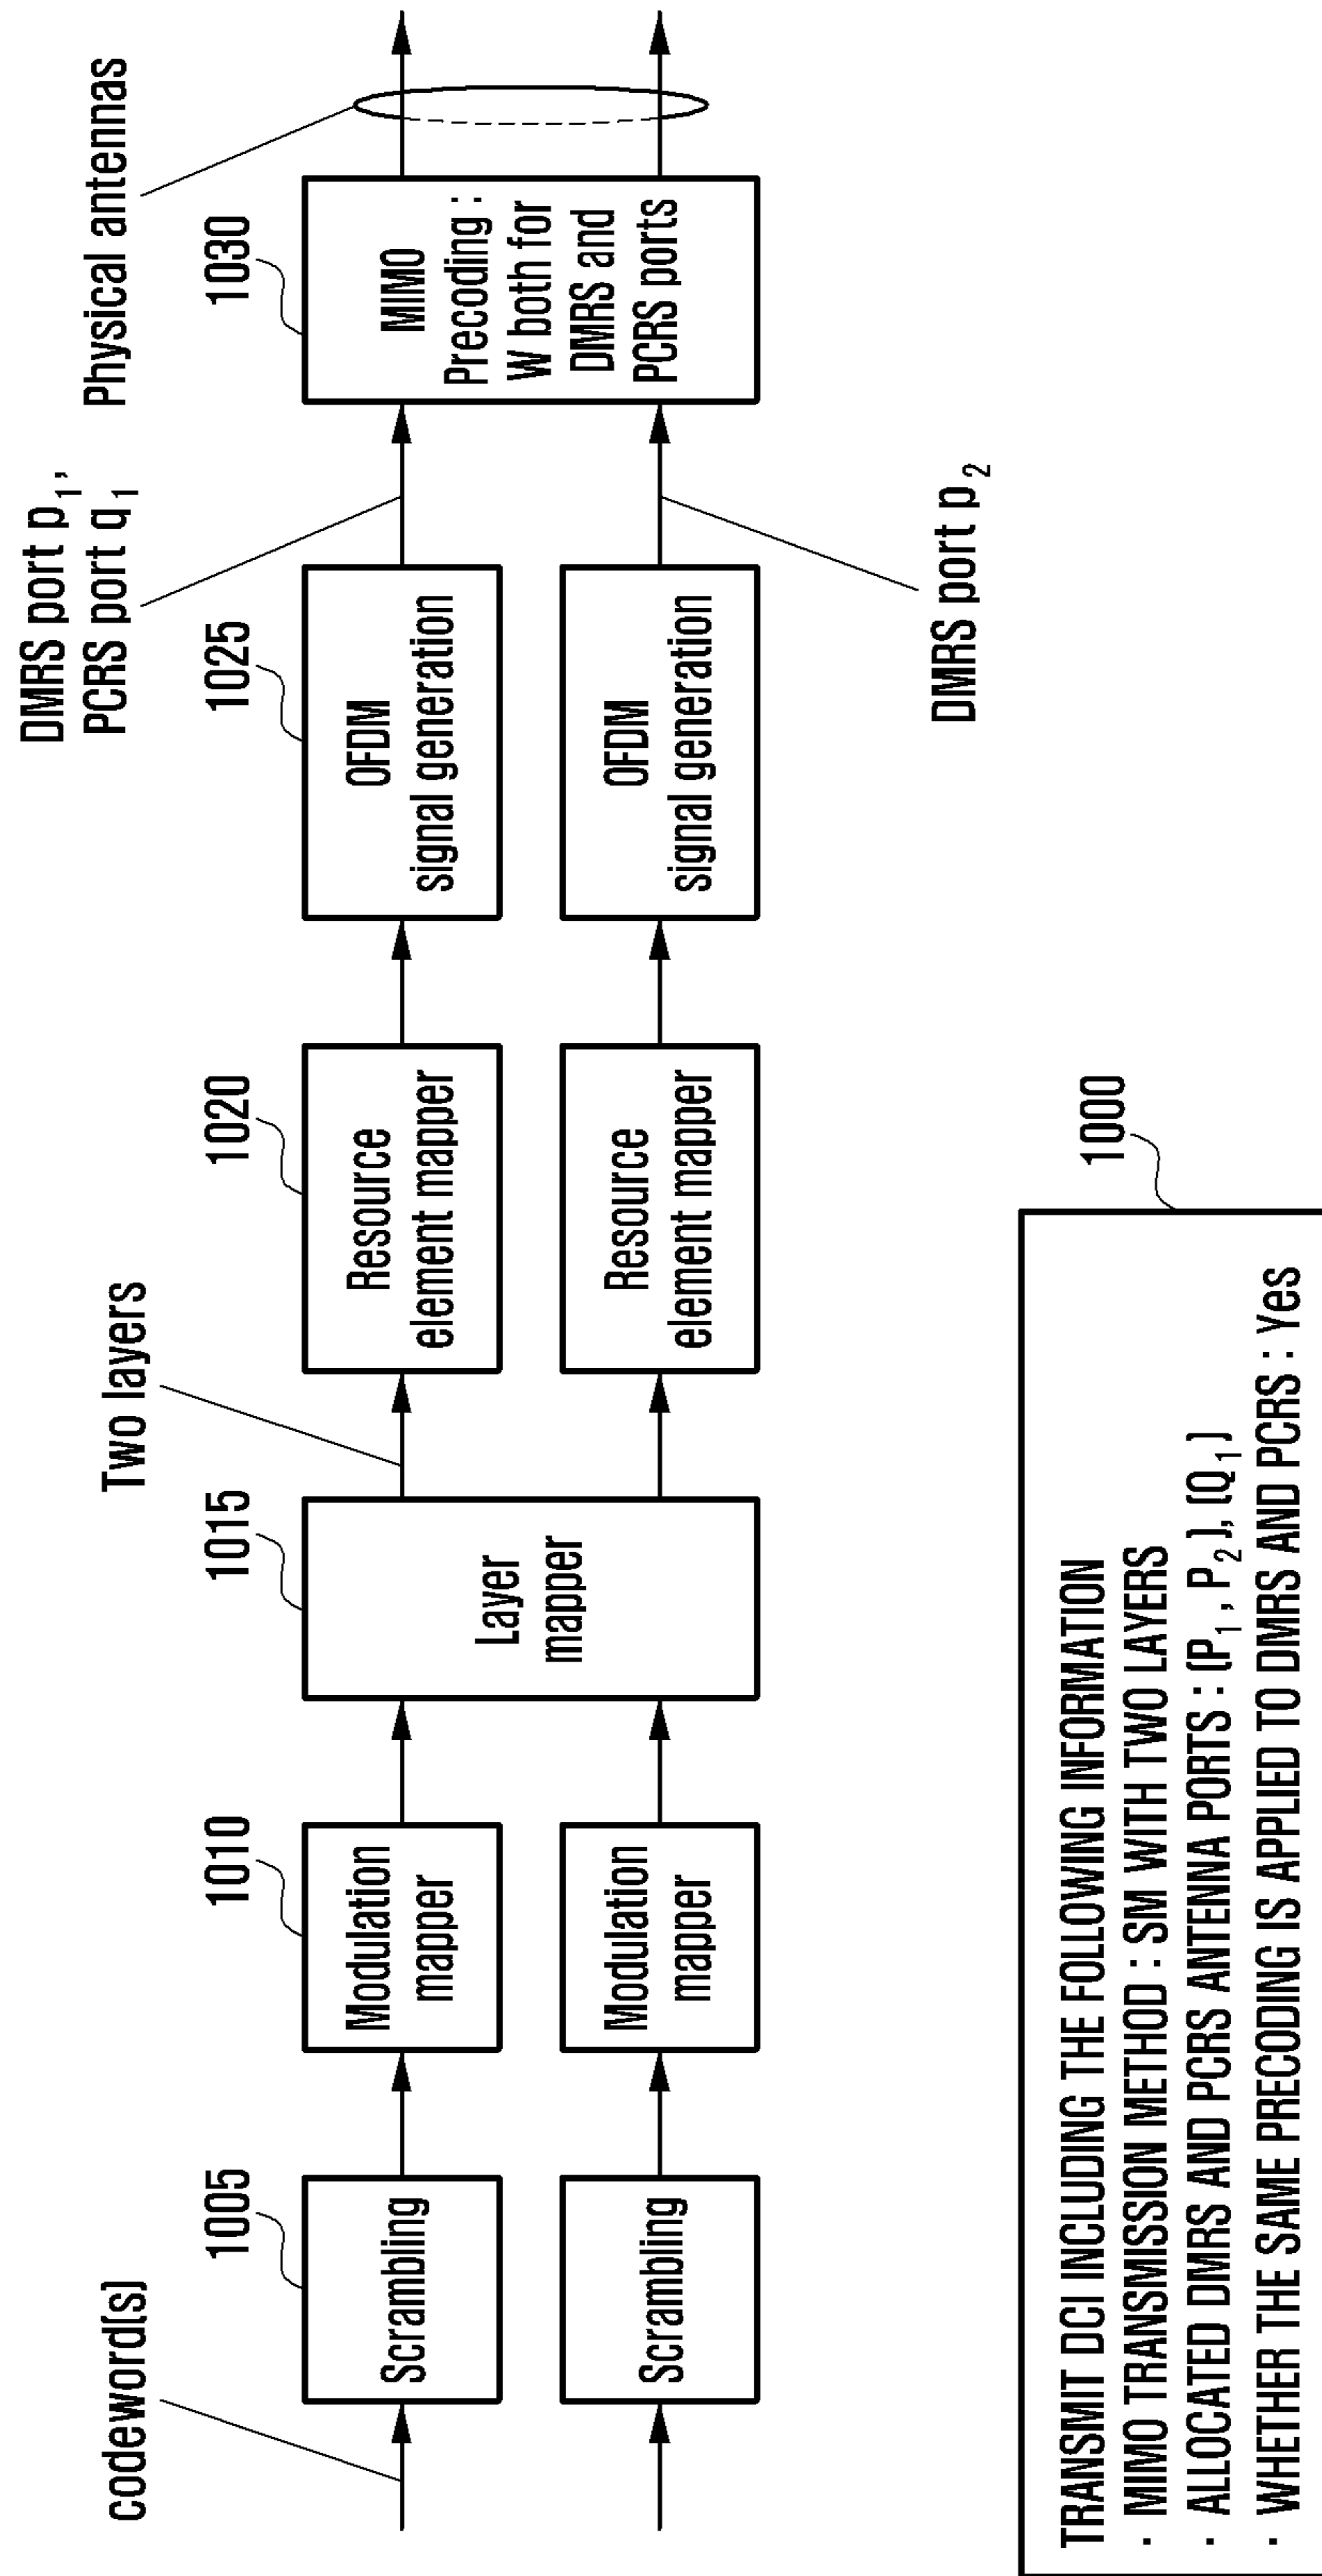 codeword(s)
Two layers
DMRS port p1,
PCRS port q1
Physical antennas
1005
1010
1015
1020
1025
1030
Scrambling
Modulation
mapper
Layer
mapper
Resource
element mapper
OFDM
signal generation
MIMO
Precoding :
W both for
DMRS and
PCRS ports
Scrambling
Modulation
mapper
Resource
element mapper
OFDM
signal generation
DMRS port p2
1000
TRANSMIT DCI INCLUDING THE FOLLOWING INFORMATION
· MIMO TRANSMISSION METHOD : SM WITH TWO LAYERS
· ALLOCATED DMRS AND PCRS ANTENNA PORTS : (P1, P2), (Q1)
· WHETHER THE SAME PRECODING IS APPLIED TO DMRS AND PCRS : Yes